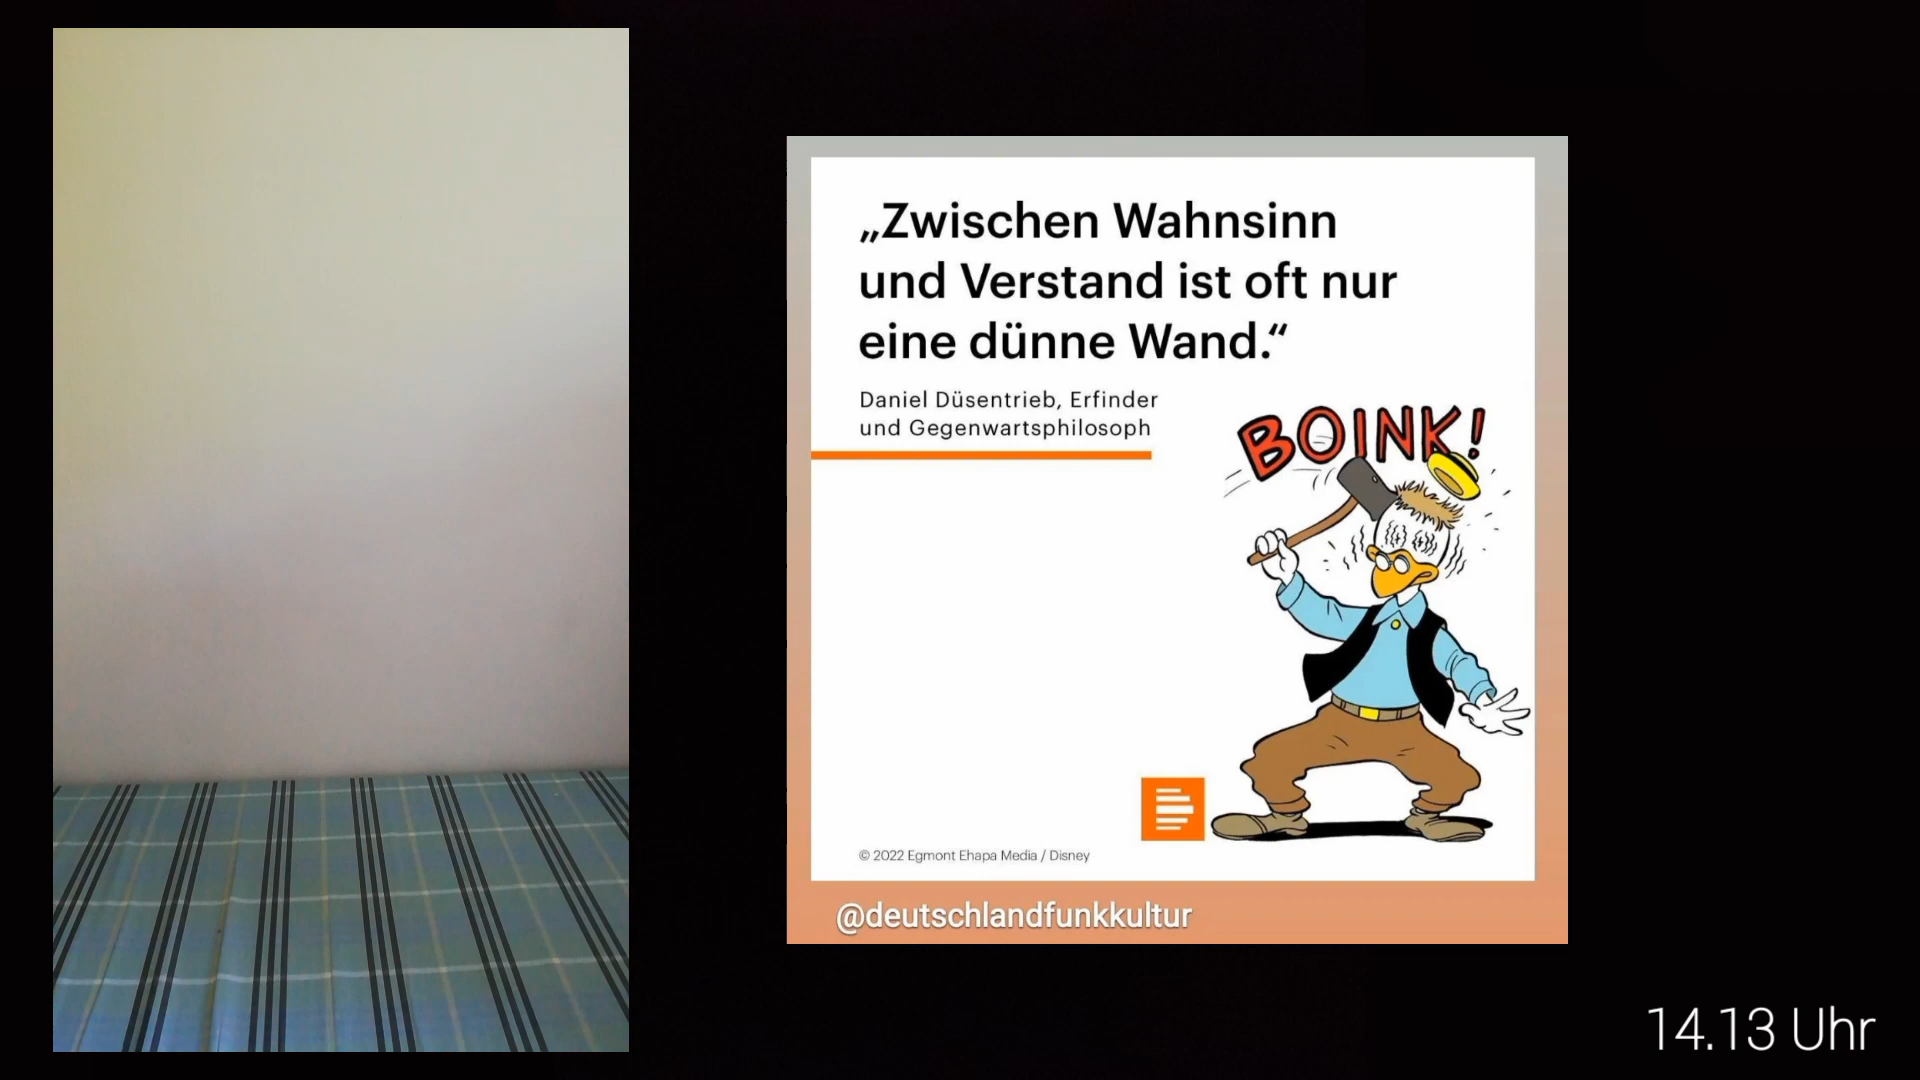 „Zwischen Wahnsinn
und Verstand ist oft nur
eine dünne Wand.“
Daniel Düsentrieb, Erfinder
und Gegenwartsphilosoph
BOINK!
© 2022 Egmont Ehapa Media / Disney
@deutschlandfunkkultur
14.13 Uhr